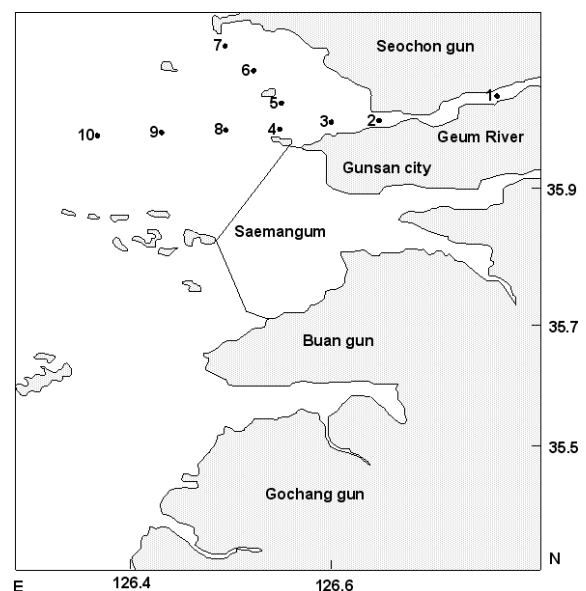 7
Seochon gun
6
5
1
10
9
8
4
3
2
Geum River
Gunsan city
35.9
Saemangum
35.7
Buan gun
35.5
Gochang gun
N
E
126.4
126.6